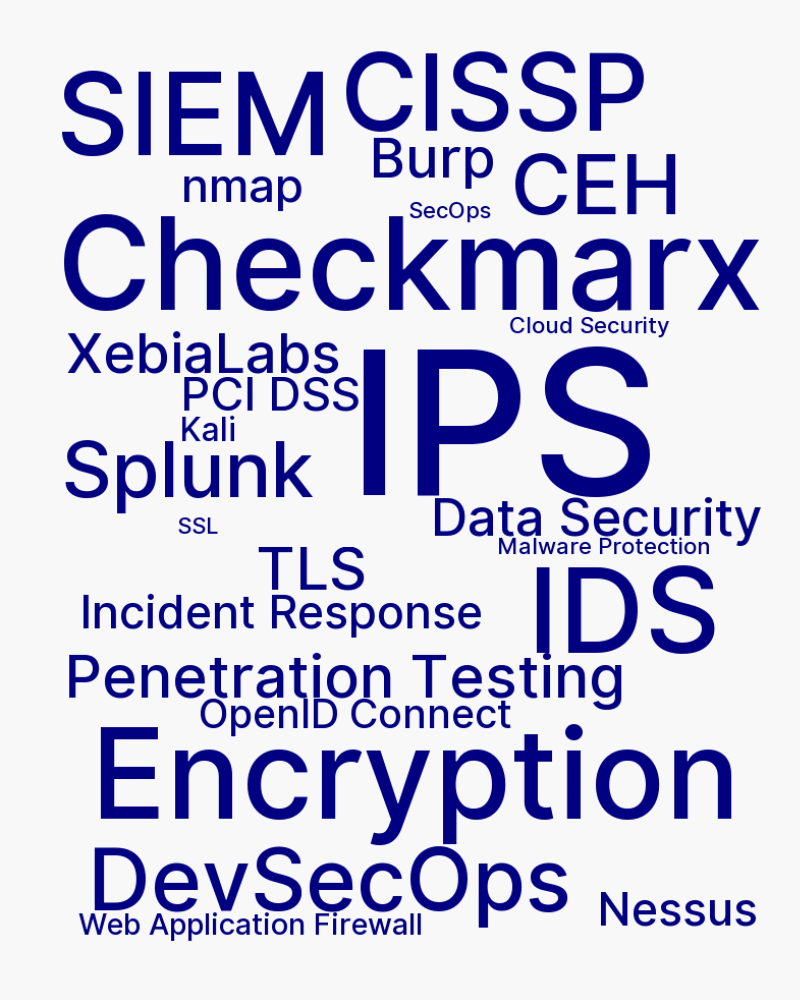 SIEM
CISSP
Burp
nmap
CEH
SecOps
Checkmarx
Cloud Security
XebiaLabs
PCI DSS
IPS
Kali
Splunk
Data Security
SSL
Malware Protection
TLS
IDS
Incident Response
Penetration Testing
OpenID Connect
Encryption
DevSecOps
Nessus
Web Application Firewall